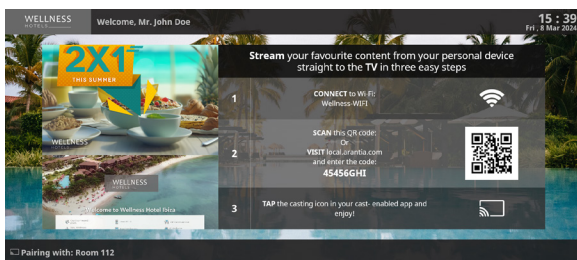 WELLNESS
HOTELS
Welcome, Mr. John Doe
15 : 39
Fri , 8 Mar 2024
2X1
THIS SUMMER
WELLNESS
WELLNESS
HOTELS
Welcome to Wellness Hotel Ibiza
Stream your favourite content from your personal device
straight to the TV in three easy steps
1
CONNECT to Wi-Fi:
Wellness-WIFI
2
SCAN this QR code:
Or
VISIT local.arantia.com
and enter the code:
45456GHI
3
TAP the casting icon in your cast- enabled app and
enjoy!
Pairing with: Room 112